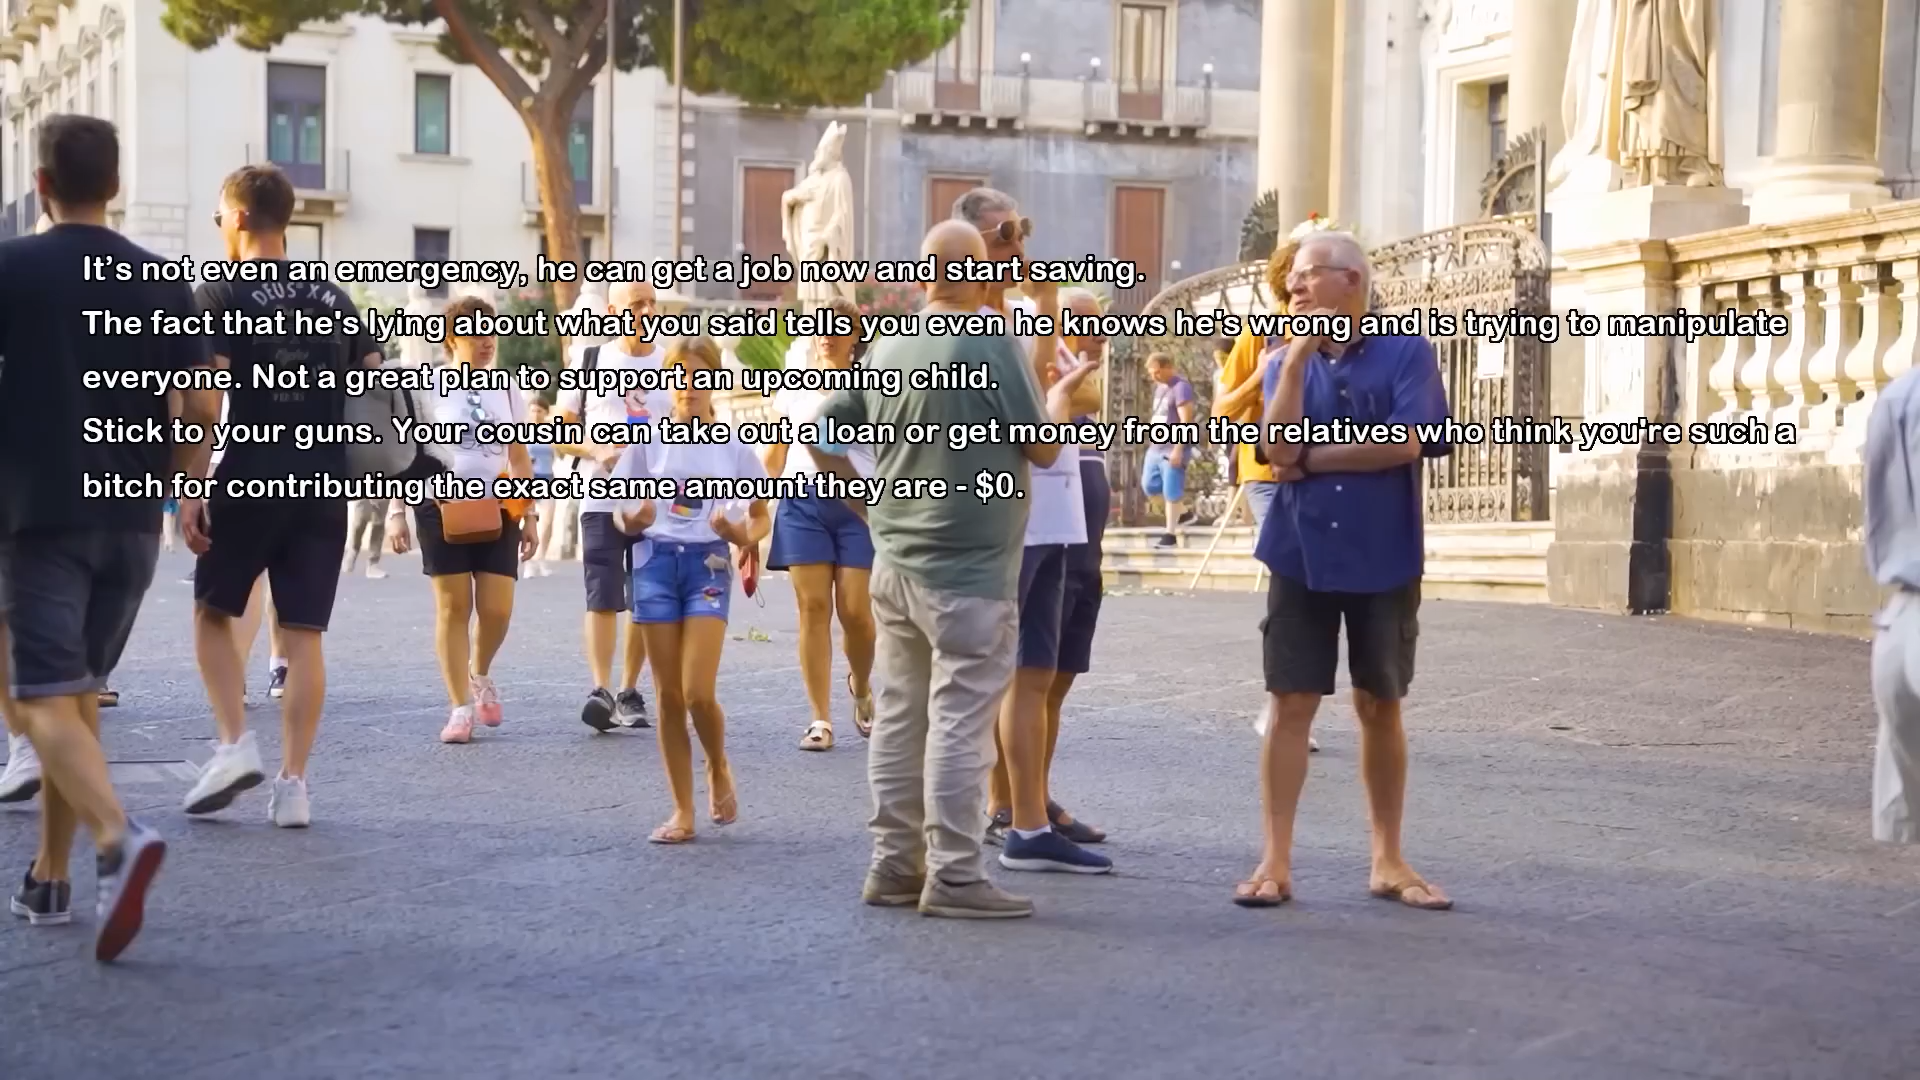 It’s not even an emergency, he can get a job now and start saving.
The fact that he's lying about what you said tells you even he knows he's wrong and is trying to manipulate
everyone. Not a great plan to support an upcoming child.
Stick to your guns. Your cousin can take out a loan or get money from the relatives who think you're such a
bitch for contributing the exact same amount they are - $0.
DEUS EX M